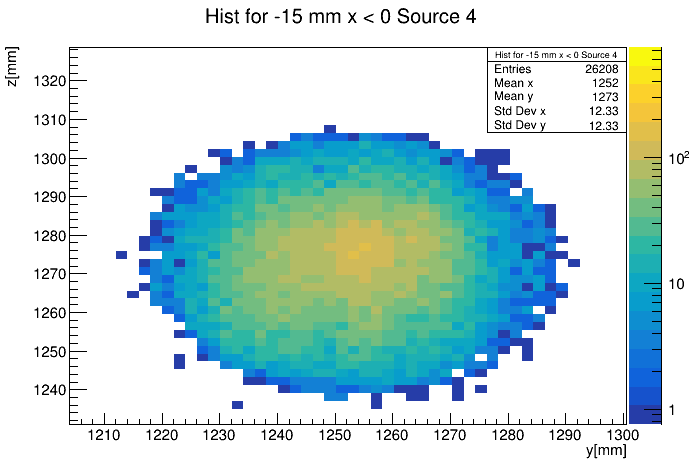 Hist for -15 mm x < 0 Source 4
z[mm]
Hist for -15 mm x < 0 Source 4
Entries 26208
Mean x 1252
Mean y 1273
Std Dev x 12.33
Std Dev y 12.33
1320
1310
1300
1290
1280
1270
1260
1250
1240
10²
10
1
1210 1220 1230 1240 1250 1260 1270 1280 1290 1300
y[mm]